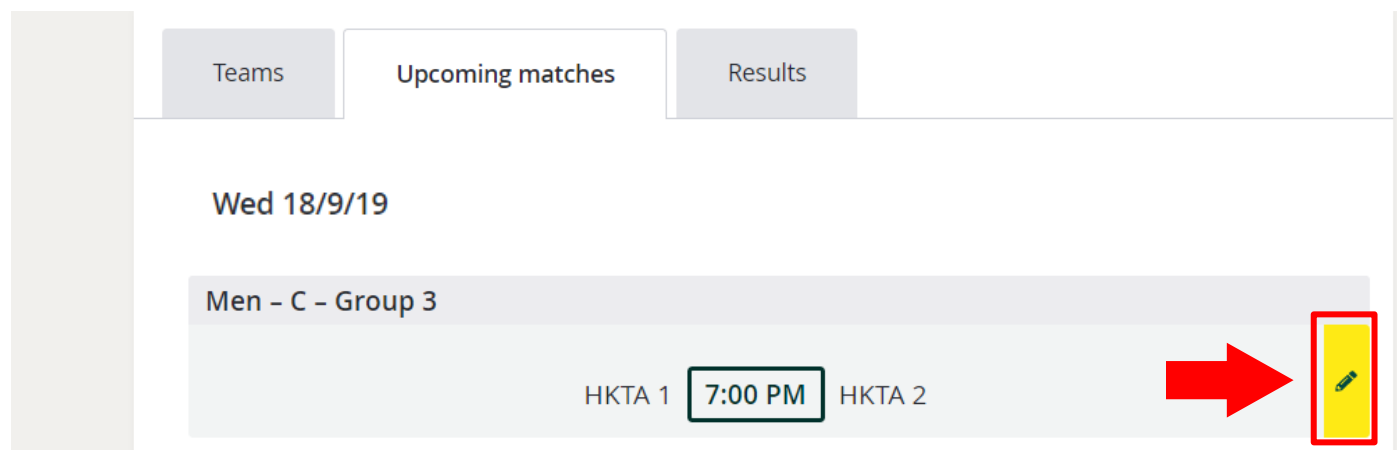 Teams Upcoming matches Results
Wed 18/9/19
Men – C – Group 3
HKTA 1 7:00 PM HKTA 2